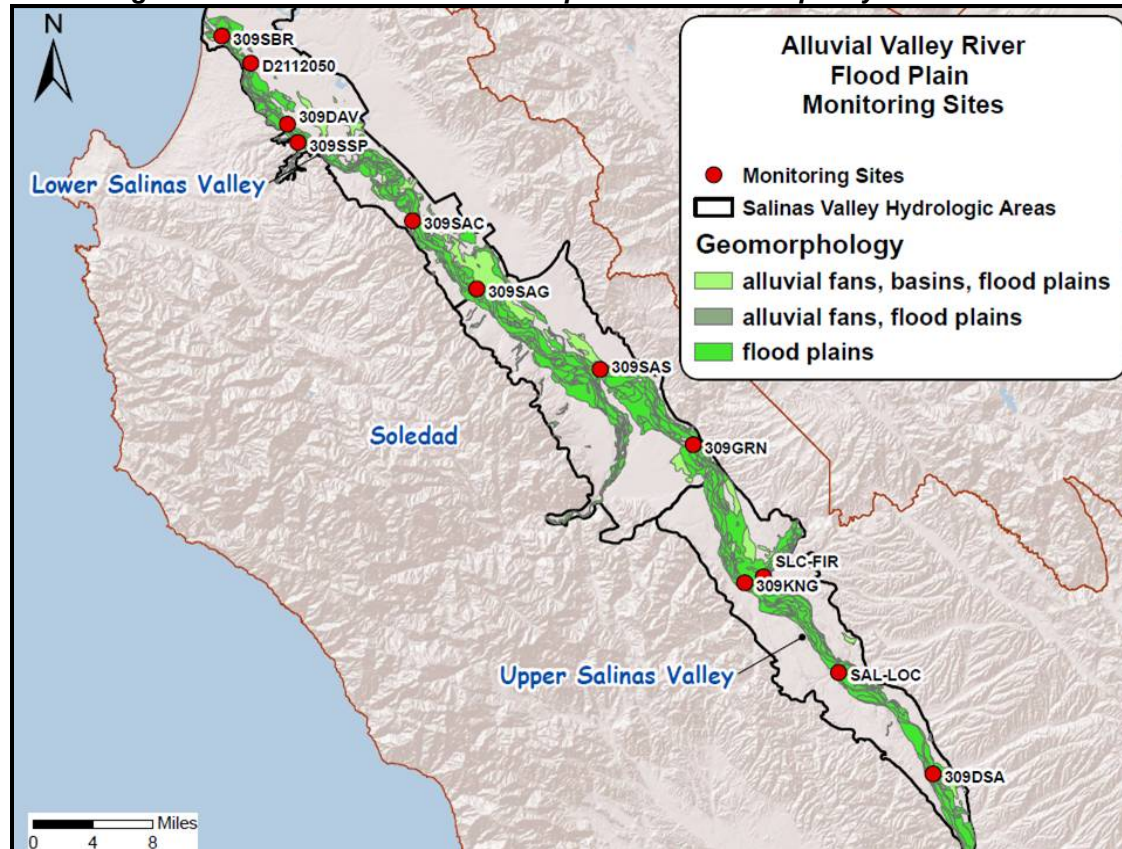 N
309SBR
D2112050
309DAV
309SSP
Lower Salinas Valley
309SAC
309SAG
309SAS
Soledad
309GRN
SLC-FIR
309KNG
Upper Salinas Valley
SAL-LOC
309DSA
Alluvial Valley River
Flood Plain
Monitoring Sites
Monitoring Sites
Salinas Valley Hydrologic Areas
Geomorphology
alluvial fans, basins, flood plains
alluvial fans, flood plains
flood plains
Miles
0 4 8